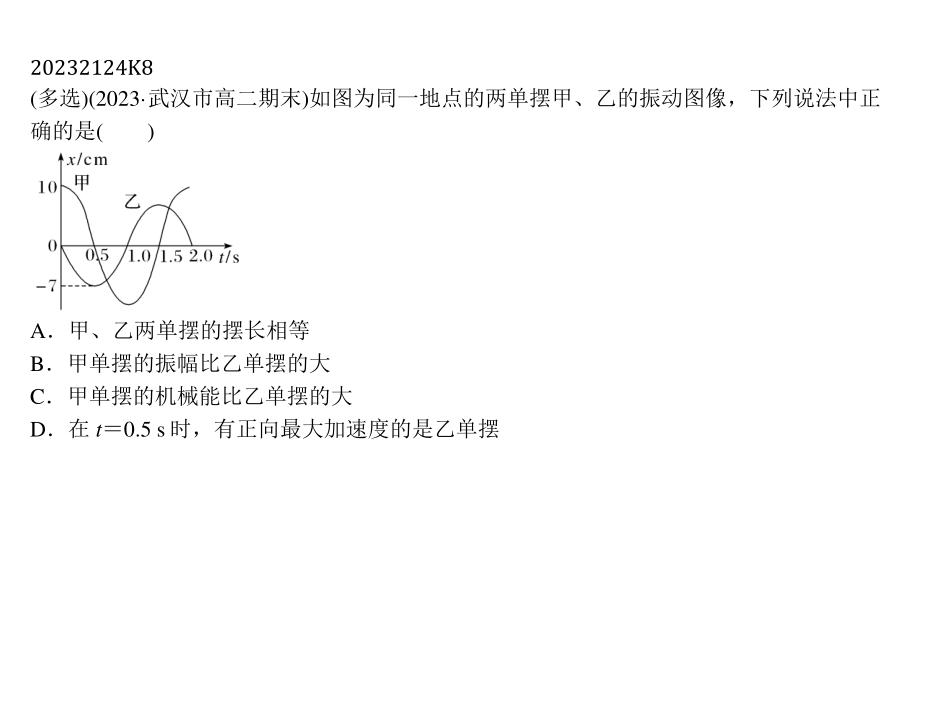 20232124K8
(多选)(2023·武汉市高二期末)如图为同一地点的两单摆甲、乙的振动图像，下列说法中正
确的是(　　)
x/cm
10
甲
乙
0
0.5 1.0 1.5 2.0 t/s
-7
A．甲、乙两单摆的摆长相等
B．甲单摆的振幅比乙单摆的大
C．甲单摆的机械能比乙单摆的大
D．在 t＝0.5 s 时，有正向最大加速度的是乙单摆